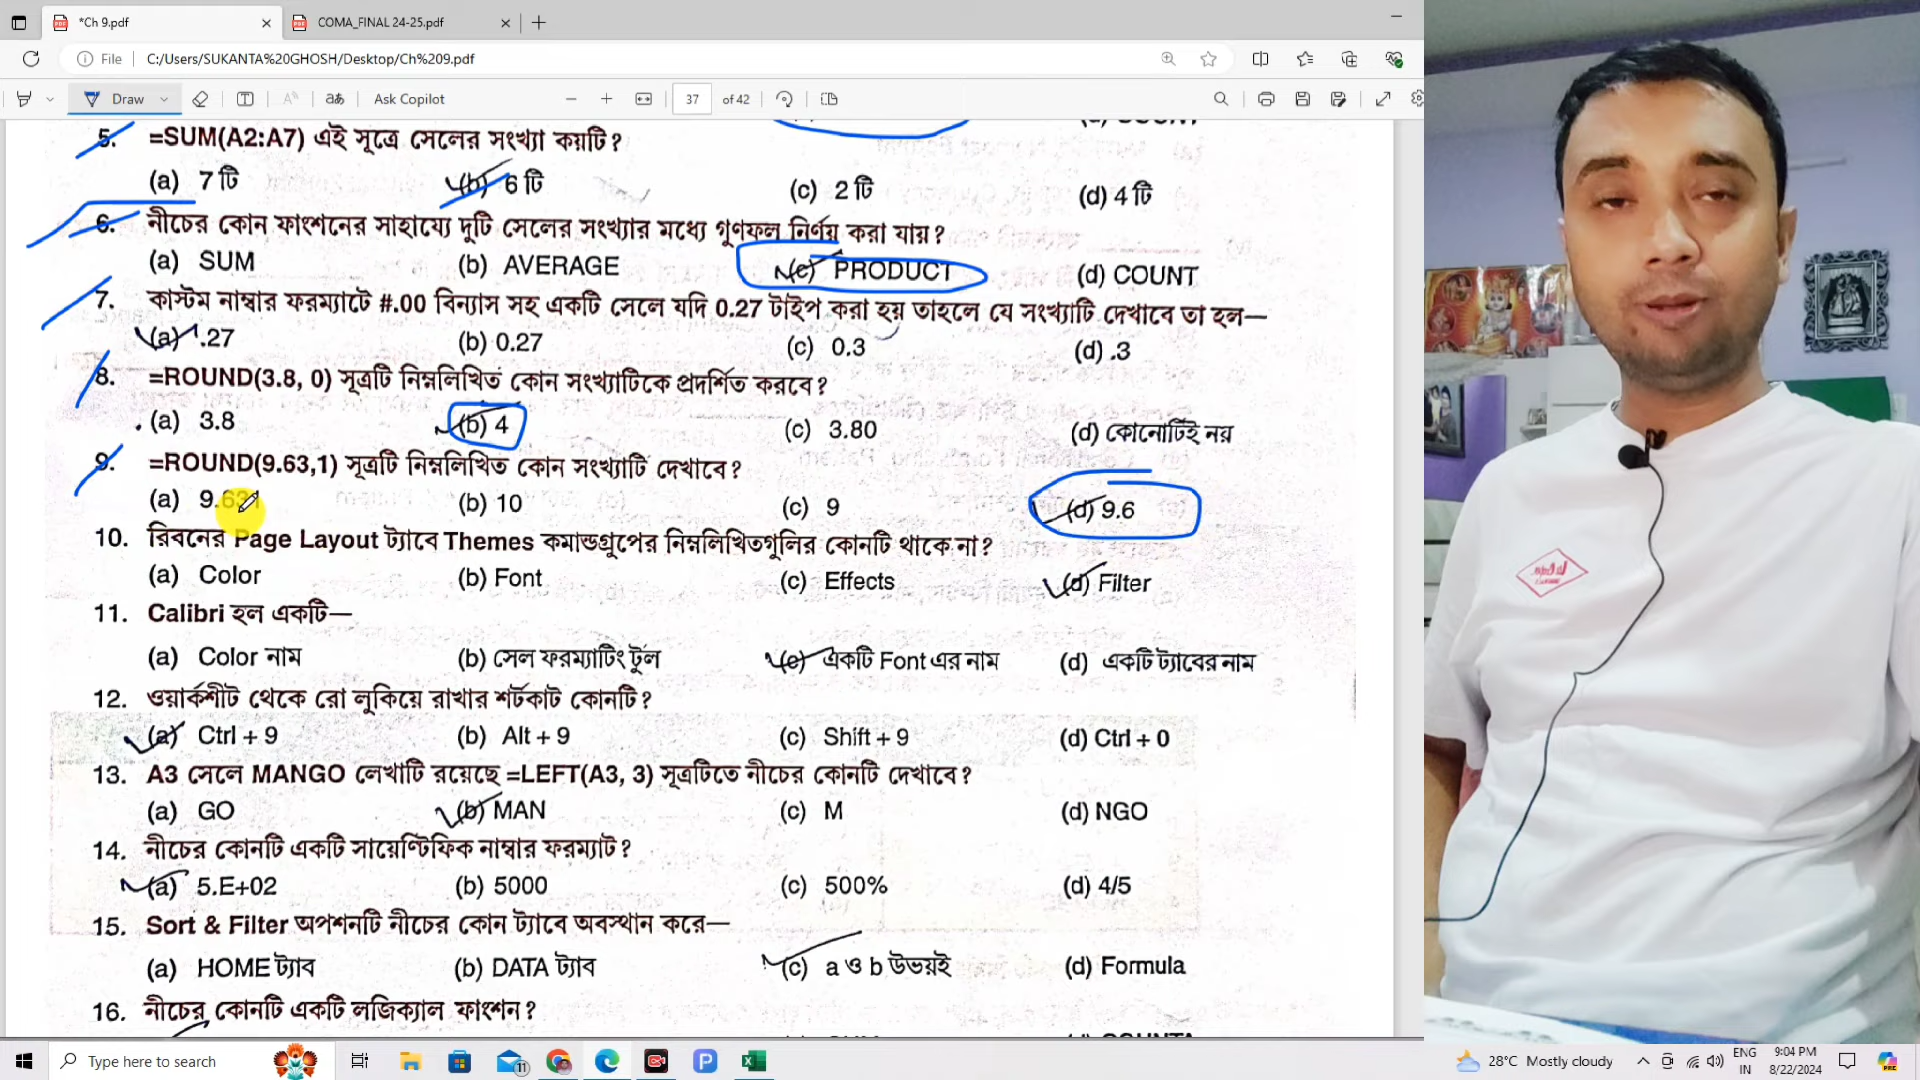 *Ch 9.pdf
COMA_FINAL 24-25.pdf
File C:/Users/SUKANTA%20GHOSH/Desktop/Ch%209.pdf
Draw Ask Copilot 37 of 42
5. =SUM(A2:A7) এই সূত্রে সেলের সংখ্যা কয়টি?
(a) 7 টি (b) 6 টি (c) 2 টি (d) 4 টি
6. নীচের কোন ফাংশনের সাহায্যে দুটি সেলের সংখ্যার মধ্যে গুণফল নির্ণয় করা যায়?
(a) SUM (b) AVERAGE (c) PRODUCT (d) COUNT
7. কাস্টম নাম্বার ফরম্যাটে #.00 বিন্যাস সহ একটি সেলে যদি 0.27 টাইপ করা হয় তাহলে যে সংখ্যাটি দেখাবে তা হল—
(a) .27 (b) 0.27 (c) 0.3 (d) .3
8. =ROUND(3.8, 0) সূত্রটি নিম্নলিখিত কোন সংখ্যাটিকে প্রদর্শিত করবে?
(a) 3.8 (b) 4 (c) 3.80 (d) কোনোটিই নয়
9. =ROUND(9.63,1) সূত্রটি নিম্নলিখিত কোন সংখ্যাটি দেখাবে?
(a) 9.631 (b) 10 (c) 9 (d) 9.6
10. রিবনের Page Layout ট্যাবে Themes কমান্ডগ্রুপের নিম্নলিখিতগুলির কোনটি থাকে না?
(a) Color (b) Font (c) Effects (d) Filter
11. Calibri হল একটি—
(a) Color নাম (b) সেল ফরম্যাটিং টুল (c) একটি Font এর নাম (d) একটি ট্যাবের নাম
12. ওয়ার্কশীট থেকে রো লুকিয়ে রাখার শর্টকাট কোনটি?
(a) Ctrl + 9 (b) Alt + 9 (c) Shift + 9 (d) Ctrl + 0
13. A3 সেলে MANGO লেখাটি রয়েছে =LEFT(A3, 3) সূত্রটিতে নীচের কোনটি দেখাবে?
(a) GO (b) MAN (c) M (d) NGO
14. নীচের কোনটি একটি সায়েন্টিফিক নাম্বার ফরম্যাট?
(a) 5.E+02 (b) 5000 (c) 500% (d) 4/5
15. Sort & Filter অপশনটি নীচের কোন ট্যাবে অবস্থান করে—
(a) HOME ট্যাব (b) DATA ট্যাব (c) a ও b উভয়ই (d) Formula
16. নীচের কোনটি একটি লজিক্যাল ফাংশন?
Type here to search
28°C Mostly cloudy
ENG IN
9:04 PM
8/22/2024